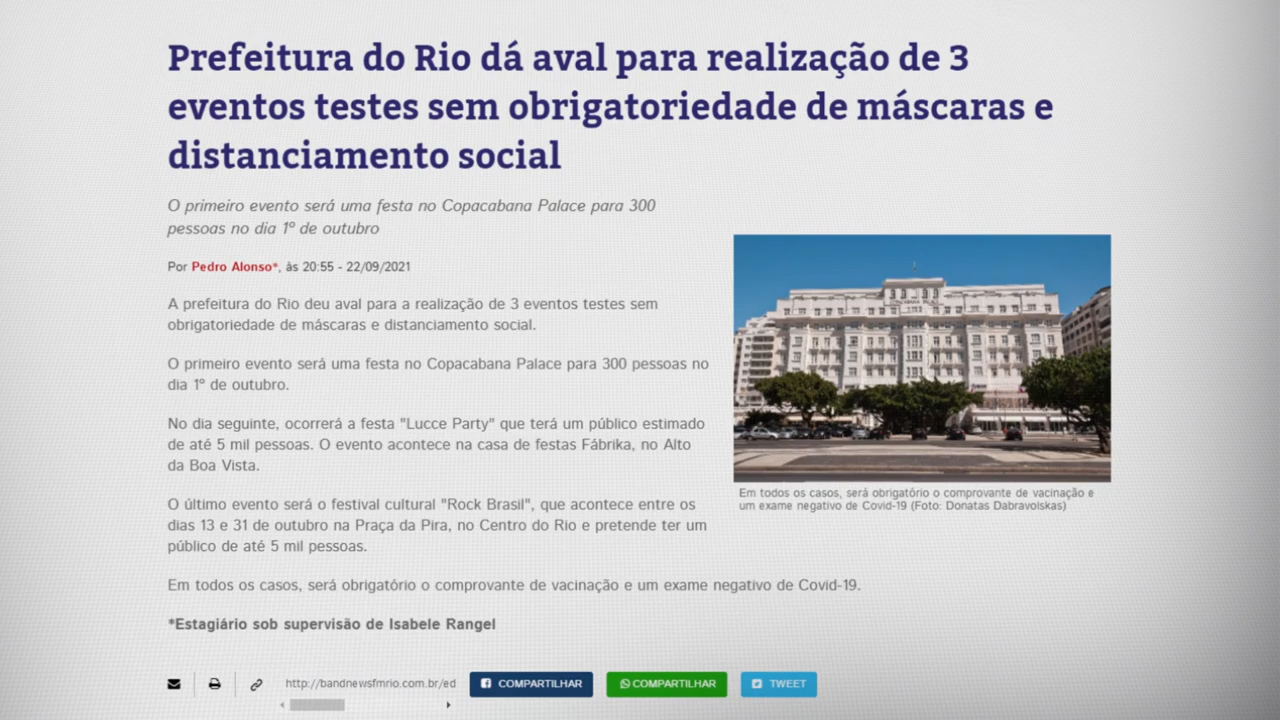 Prefeitura do Rio dá aval para realização de 3
eventos testes sem obrigatoriedade de máscaras e
distanciamento social
O primeiro evento será uma festa no Copacabana Palace para 300
pessoas no dia 1º de outubro
Por Pedro Alonso*, às 20:55 - 22/09/2021
A prefeitura do Rio deu aval para a realização de 3 eventos testes sem
obrigatoriedade de máscaras e distanciamento social.
O primeiro evento será uma festa no Copacabana Palace para 300 pessoas no
dia 1º de outubro.
No dia seguinte, ocorrerá a festa "Lucce Party" que terá um público estimado
de até 5 mil pessoas. O evento acontece na casa de festas Fábrika, no Alto
da Boa Vista.
O último evento será o festival cultural "Rock Brasil", que acontece entre os
dias 13 e 31 de outubro na Praça da Pira, no Centro do Rio e pretende ter um
público de até 5 mil pessoas.
Em todos os casos, será obrigatório o comprovante de vacinação e
um exame negativo de Covid-19 (Foto: Donatas Dabravolskas)
Em todos os casos, será obrigatório o comprovante de vacinação e um exame negativo de Covid-19.
*Estagiário sob supervisão de Isabele Rangel
http://bandnewsfmrio.com.br/ed
COMPARTILHAR
COMPARTILHAR
TWEET